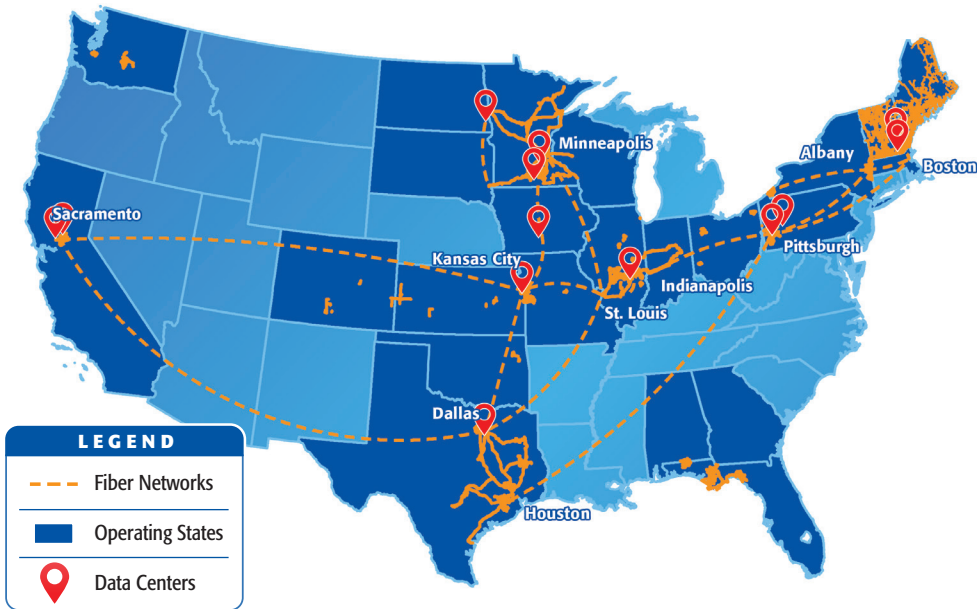 Minneapolis
Albany
Boston
Sacramento
Pittsburgh
Kansas City
Indianapolis
St. Louis
Dallas
Houston
LEGEND
Fiber Networks
Operating States
Data Centers